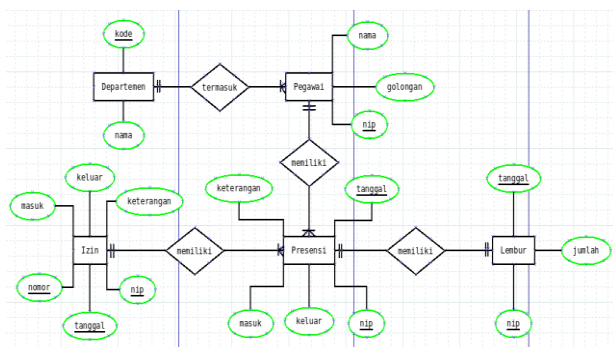 kode
nama
Departemen
termasuk
Pegawai
golongan
nama
nip
memiliki
keluar
keterangan
tanggal
tanggal
masuk
keterangan
Izin
memiliki
Presensi
memiliki
Lembur
jumlah
nomor
nip
tanggal
masuk
keluar
nip
nip